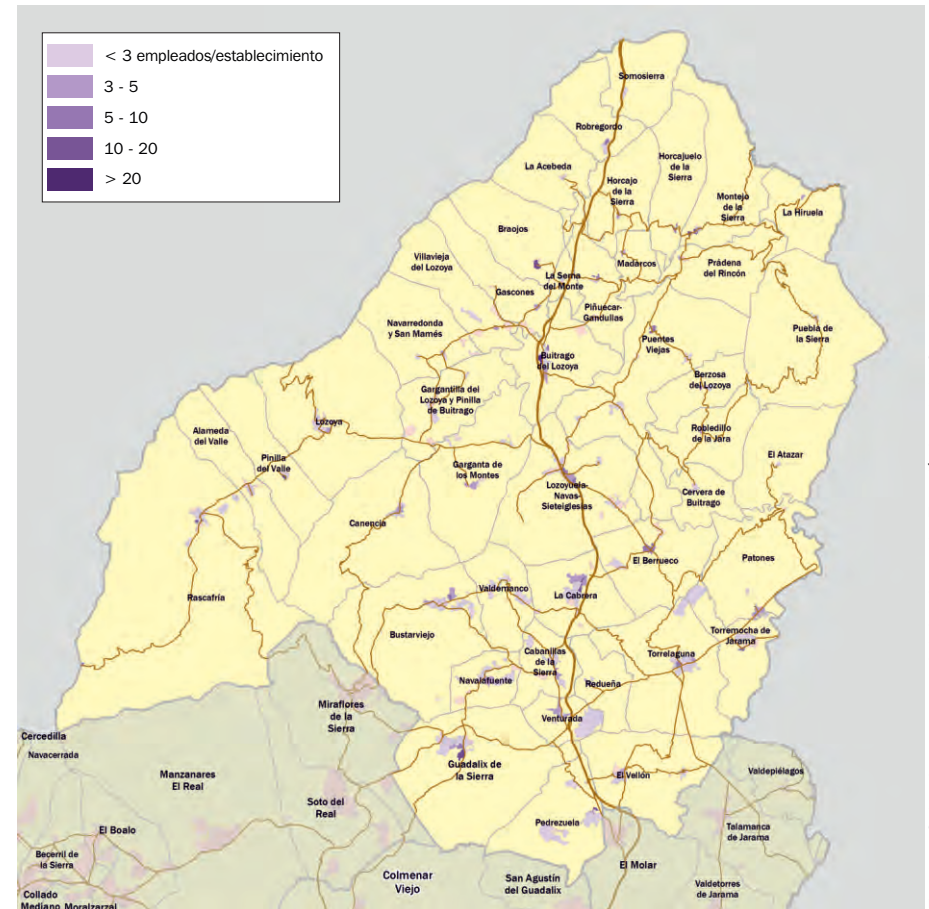 < 3 empleados/establecimiento
3 - 5
5 - 10
10 - 20
> 20
Somosierra
Robregordo
La Acebeda
Horcajo
de la
Sierra
Horcajuelo
de la
Sierra
Montejo
de la
Sierra
La Hiruela
Braojos
Villavieja
del Lozoya
Madarcos
Prádena
del Rincón
La Serna
del Monte
Gascones
Piñuecar-
Gandullas
Navarredonda
y San Mamés
Puentes
Viejas
Puebla de
la Sierra
Buitrago
del Lozoya
Berzosa
del Lozoya
Gargantilla del
Lozoya y Pinilla
de Buitrago
Lozoya
Robledillo
de la Jara
Alameda
del Valle
Pinilla
del Valle
El Atazar
Garganta de
los Montes
Lozoyuela-
Navas-
Sieteiglesias
Cervera de
Buitrago
Canencia
El Berrueco
Patones
Rascafría
Valdemanco
La Cabrera
Bustarviejo
Torremocha de
Jarama
Cabanillas
de la
Sierra
Torrelaguna
Navalafuente
Redueña
Miraflores
de la
Sierra
Venturada
Cercedilla
Navacerrada
Guadalix de
la Sierra
El Vellón
Valdepiélagos
Manzanares
El Real
Soto del
Real
Pedrezuela
El Boalo
Talamanca
de Jarama
Becerril de
la Sierra
El Molar
Colmenar
Viejo
San Agustín
del Guadalix
Valdetorres
de Jarama
Collado
Mediano Moralzarzal